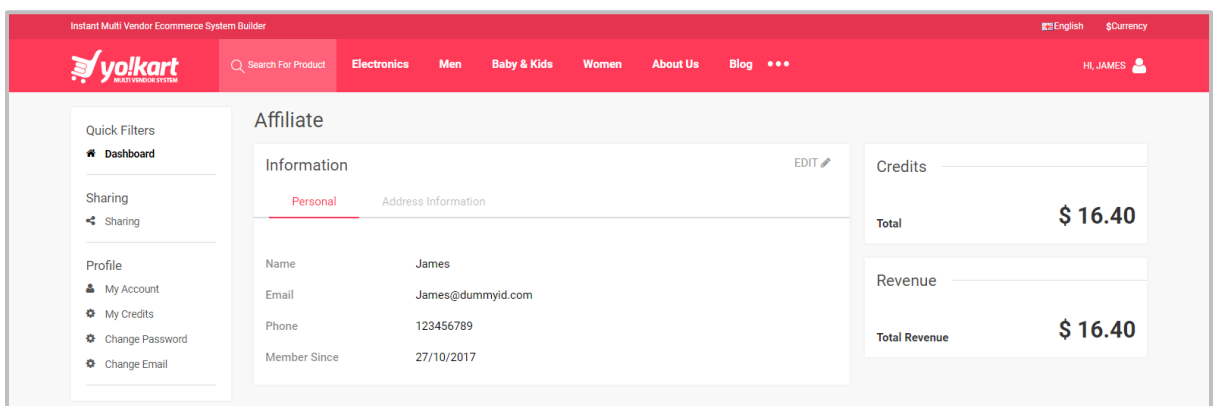 Instant Multi Vendor Ecommerce System Builder
English
$Currency
yo!kart
MULTI VENDOR SYSTEM
Search For Product
Electronics
Men
Baby & Kids
Women
About Us
Blog
HI, JAMES
Quick Filters
Dashboard
Sharing
Sharing
Profile
My Account
My Credits
Change Password
Change Email
Affiliate
Information
EDIT
Personal
Address Information
Name James
Email James@dummyid.com
Phone 123456789
Member Since 27/10/2017
Credits
Total $ 16.40
Revenue
Total Revenue $ 16.40